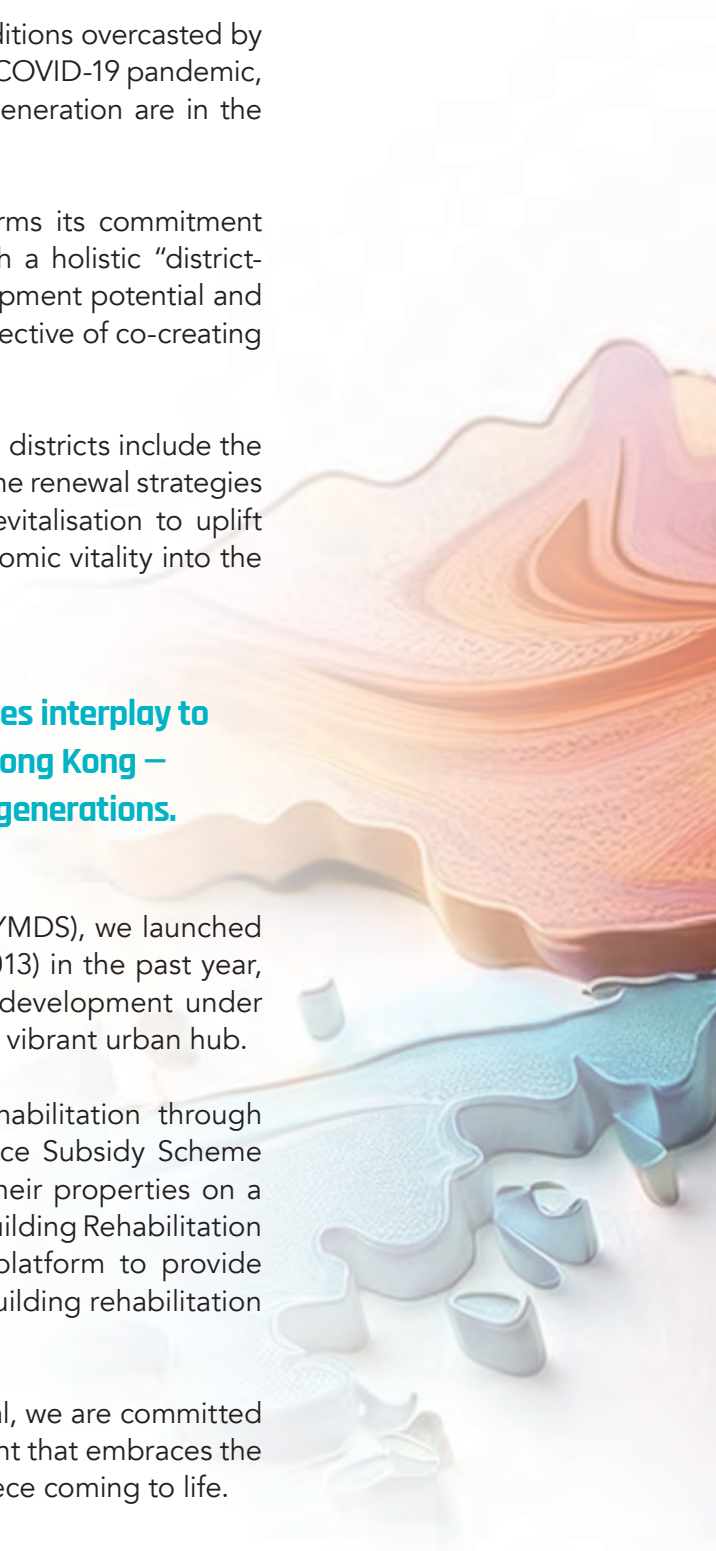 ditions overcasted by
COVID-19 pandemic,
eneration are in the
rms its commitment
h a holistic “district-
pment potential and
ective of co-creating
districts include the
he renewal strategies
evitalisation to uplift
omic vitality into the
es interplay to
ong Kong —
generations.
YMDS), we launched
013) in the past year,
development under
vibrant urban hub.
habilitation through
ce Subsidy Scheme
heir properties on a
uilding Rehabilitation
platform to provide
uilding rehabilitation
al, we are committed
nt that embraces the
ece coming to life.